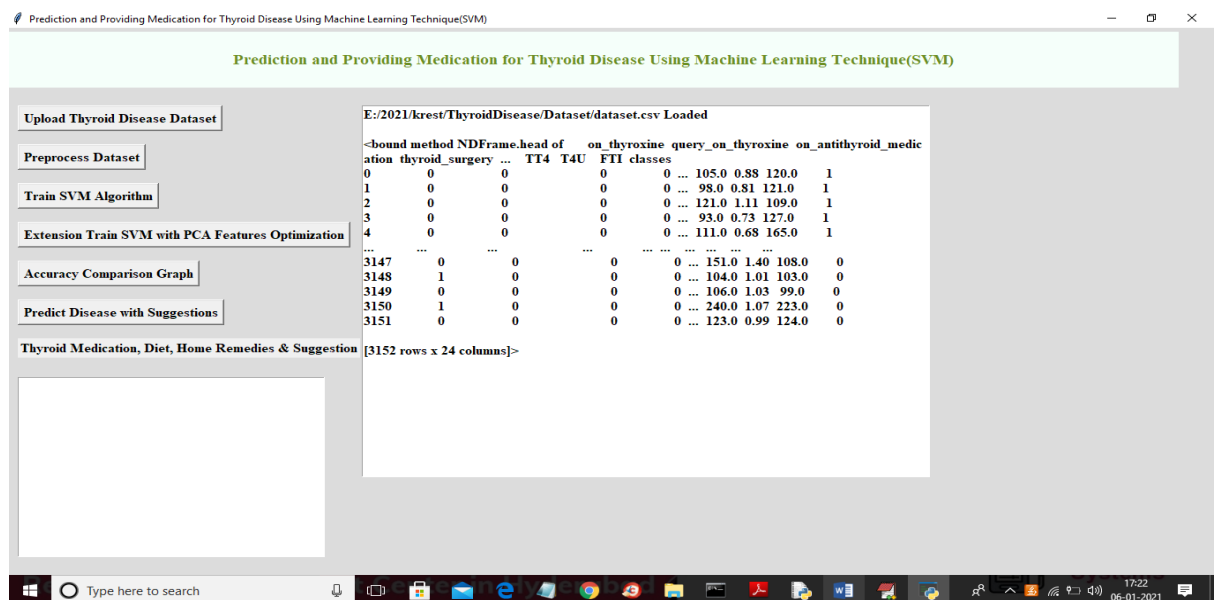 Prediction and Providing Medication for Thyroid Disease Using Machine Learning Technique(SVM)
Prediction and Providing Medication for Thyroid Disease Using Machine Learning Technique(SVM)
Upload Thyroid Disease Dataset
Preprocess Dataset
Train SVM Algorithm
Extension Train SVM with PCA Features Optimization
Accuracy Comparison Graph
Predict Disease with Suggestions
Thyroid Medication, Diet, Home Remedies & Suggestion
E:/2021/krest/ThyroidDisease/Dataset/dataset.csv Loaded
<bound method NDFrame.head of on_thyroxine query_on_thyroxine on_antithyroid_medic
ation thyroid_surgery ... TT4 T4U FTI classes
0 0 0 0 0 ... 105.0 0.88 120.0 1
1 0 0 0 0 ... 98.0 0.81 121.0 1
2 0 0 0 0 ... 121.0 1.11 109.0 1
3 0 0 0 0 ... 93.0 0.73 127.0 1
4 0 0 0 0 ... 111.0 0.68 165.0 1
... ... ... ... ... ... ... ... ... ...
3147 0 0 0 0 ... 151.0 1.40 108.0 0
3148 1 0 0 0 ... 104.0 1.01 103.0 0
3149 0 0 0 0 ... 106.0 1.03 99.0 0
3150 1 0 0 0 ... 240.0 1.07 223.0 0
3151 0 0 0 0 ... 123.0 0.99 124.0 0
[3152 rows x 24 columns]>
Type here to search
17:22
06-01-2021